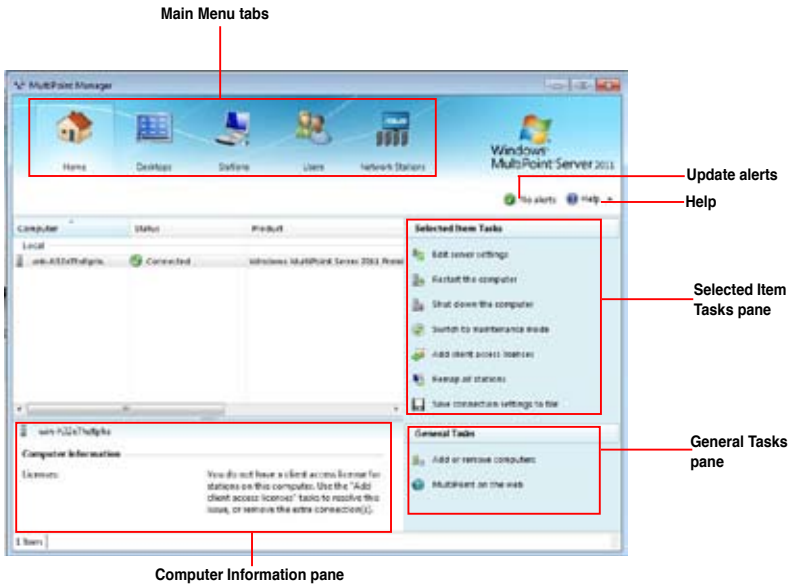 Main Menu tabs
MultiPoint Manager
Home
Desktops
Stations
Users
Network Stations
Windows
MultiPoint Server 2011
Update alerts
No alerts
Help
Help
Computer
Status
Product
Selected Item Tasks
Local
Connected
Windows MultiPoint Server 2011
Edit server settings
Restart the computer
Shut down the computer
Switch to maintenance mode
Add client access licenses
Remap all stations
Save connection settings to file
Selected Item
Tasks pane
Computer Information
Licenses:
You do not have a client access license for
stations on this computer. Use the "Add
client access licenses" tasks to resolve this
issue, or remove the extra connection(s).
General Tasks
Add or remove computers
MultiPoint on the web
General Tasks
pane
1 Item
Computer Information pane